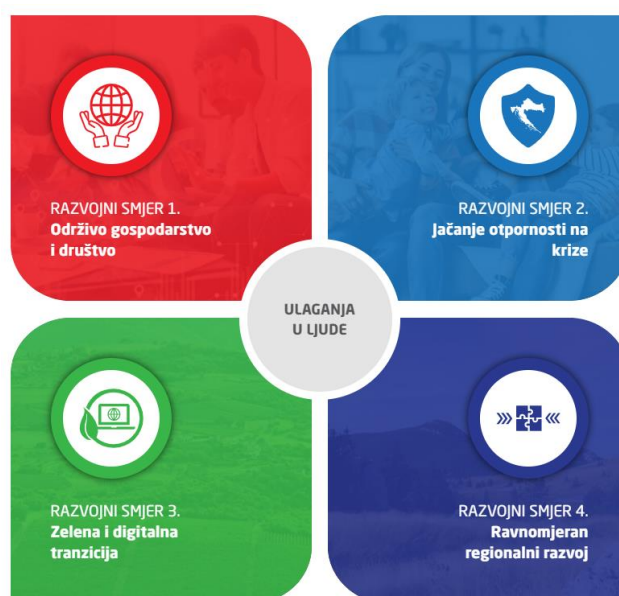 RAZVOJNI SMJER 1.
Održivo gospodarstvo
i društvo
RAZVOJNI SMJER 2.
Jačanje otpornosti na
krize
ULAGANJA
U LJUDE
RAZVOJNI SMJER 3.
Zelena i digitalna
tranzicija
RAZVOJNI SMJER 4.
Ravnomjeran
regionalni razvoj